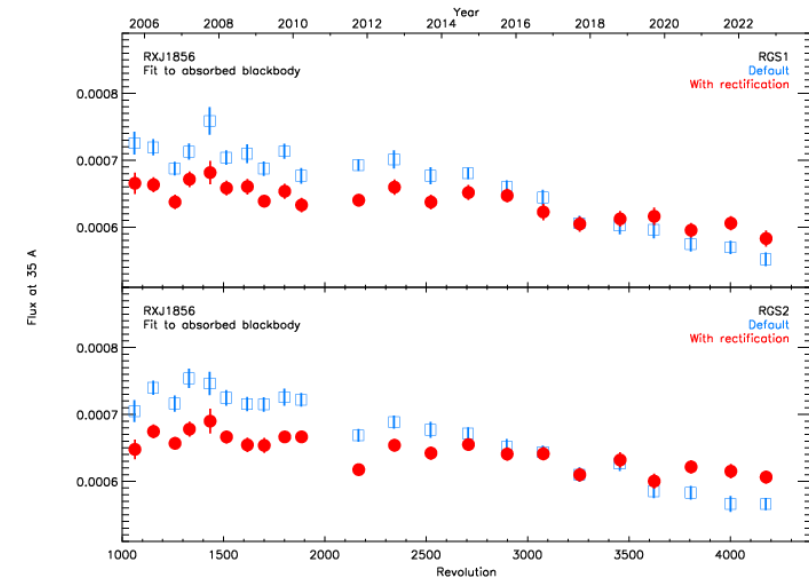 Year
2006 2008 2010 2012 2014 2016 2018 2020 2022
RXJ1856 RGS1
Fit to absorbed blackbody Default
With rectification
0.0008
0.0007
0.0006
Flux at 35 A
RXJ1856 RGS2
Fit to absorbed blackbody Default
With rectification
0.0008
0.0007
0.0006
1000 1500 2000 2500 3000 3500 4000
Revolution